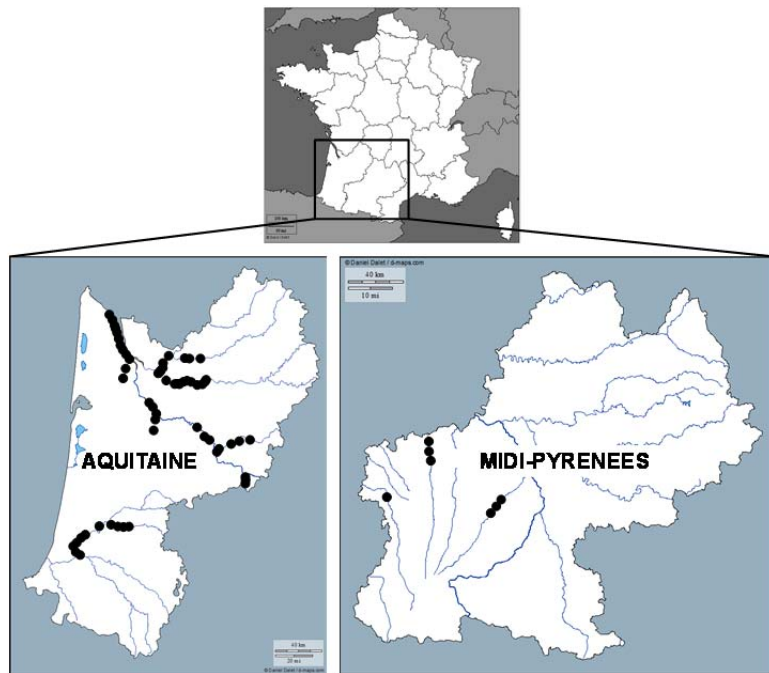 © Daniel Dalet / d-maps.com
40 km
10 mi
AQUITAINE
MIDI-PYRENEES
40 km
20 mi
© Daniel Dalet / d-maps.com